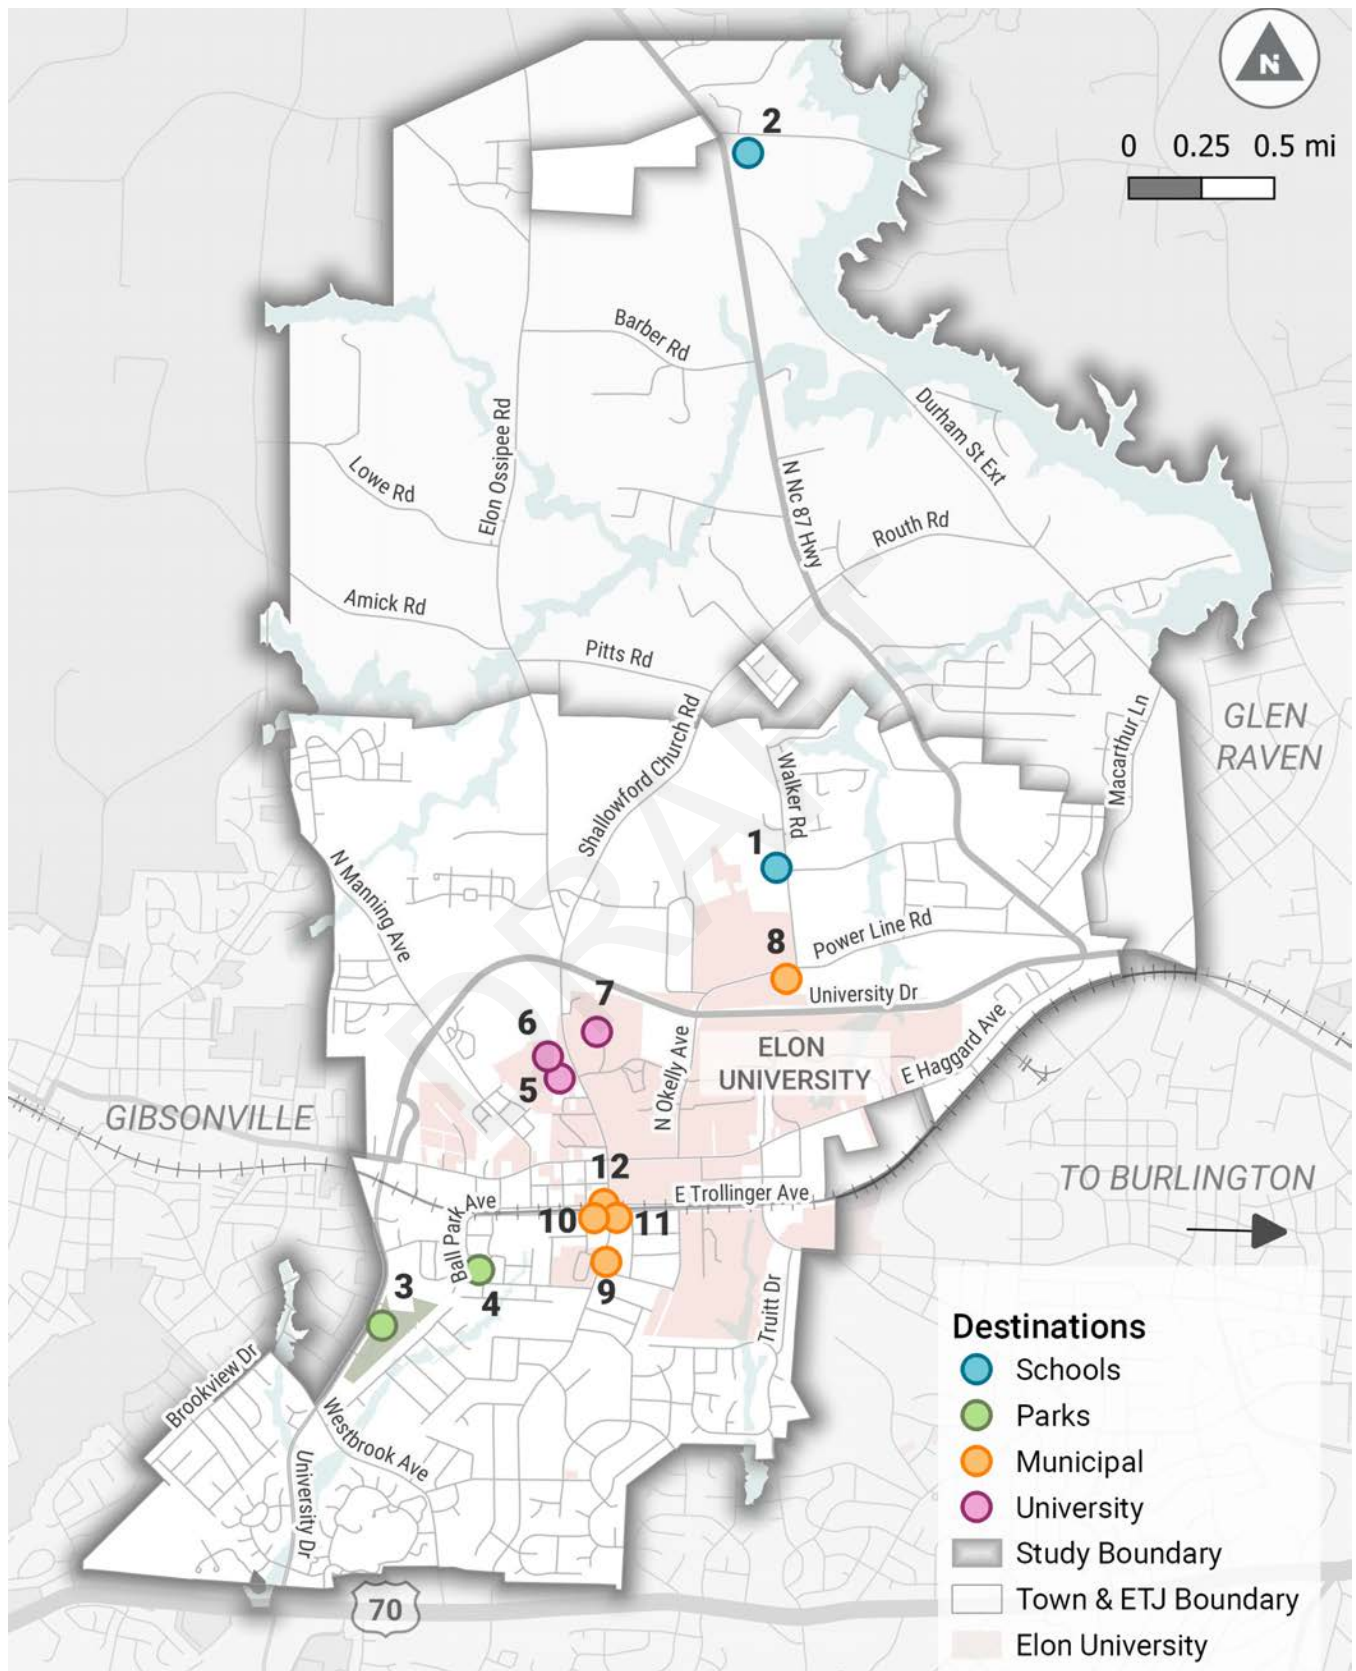 N
0 0.25 0.5 mi
2
Barber Rd
Durham St Ext
Elon Ossipee Rd
Lowe Rd
N Nc 87 Hwy
Routh Rd
Amick Rd
Pitts Rd
Shallowford Church Rd
Macarthur Ln
GLEN
RAVEN
Walker Rd
1
N Manning Ave
8
Power Line Rd
University Dr
7
6
5
ELON
UNIVERSITY
N Okelly Ave
E Haggard Ave
GIBSONVILLE
12
E Trollinger Ave
TO BURLINGTON
Ball Park Ave
10
11
3
4
9
Truitt Dr
Brookview Dr
Westbrook Ave
University Dr
70
DRAFT
Destinations
Schools
Parks
Municipal
University
Study Boundary
Town & ETJ Boundary
Elon University